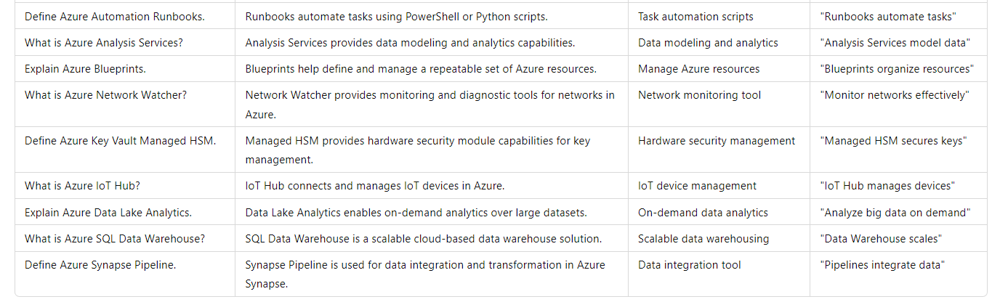 Define Azure Automation Runbooks. Runbooks automate tasks using PowerShell or Python scripts. Task automation scripts "Runbooks automate tasks"
What is Azure Analysis Services? Analysis Services provides data modeling and analytics capabilities. Data modeling and analytics "Analysis Services model data"
Explain Azure Blueprints. Blueprints help define and manage a repeatable set of Azure resources. Manage Azure resources "Blueprints organize resources"
What is Azure Network Watcher? Network Watcher provides monitoring and diagnostic tools for networks in Network monitoring tool "Monitor networks effectively"
Azure.
Define Azure Key Vault Managed HSM. Managed HSM provides hardware security module capabilities for key Hardware security management "Managed HSM secures keys"
management.
What is Azure IoT Hub? IoT Hub connects and manages IoT devices in Azure. IoT device management "IoT Hub manages devices"
Explain Azure Data Lake Analytics. Data Lake Analytics enables on-demand analytics over large datasets. On-demand data analytics "Analyze big data on demand"
What is Azure SQL Data Warehouse? SQL Data Warehouse is a scalable cloud-based data warehouse solution. Scalable data warehousing "Data Warehouse scales"
Define Azure Synapse Pipeline. Synapse Pipeline is used for data integration and transformation in Azure Data integration tool "Pipelines integrate data"
Synapse.